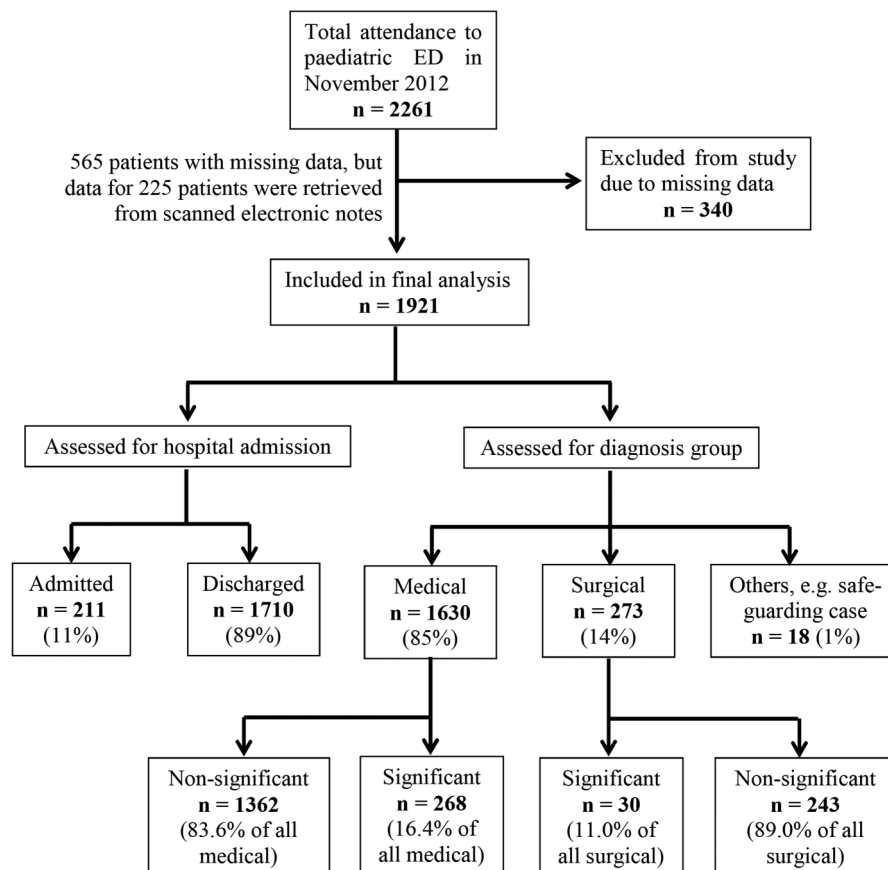 Total attendance to
paediatric ED in
November 2012
n = 2261
565 patients with missing data, but
data for 225 patients were retrieved
from scanned electronic notes
Excluded from study
due to missing data
n = 340
Included in final analysis
n = 1921
Assessed for hospital admission
Assessed for diagnosis group
Admitted
n = 211
(11%)
Discharged
n = 1710
(89%)
Medical
n = 1630
(85%)
Surgical
n = 273
(14%)
Others, e.g. safe-
guarding case
n = 18 (1%)
Non-significant
n = 1362
(83.6% of all
medical)
Significant
n = 268
(16.4% of
all medical)
Significant
n = 30
(11.0% of
all surgical)
Non-significant
n = 243
(89.0% of all
surgical)